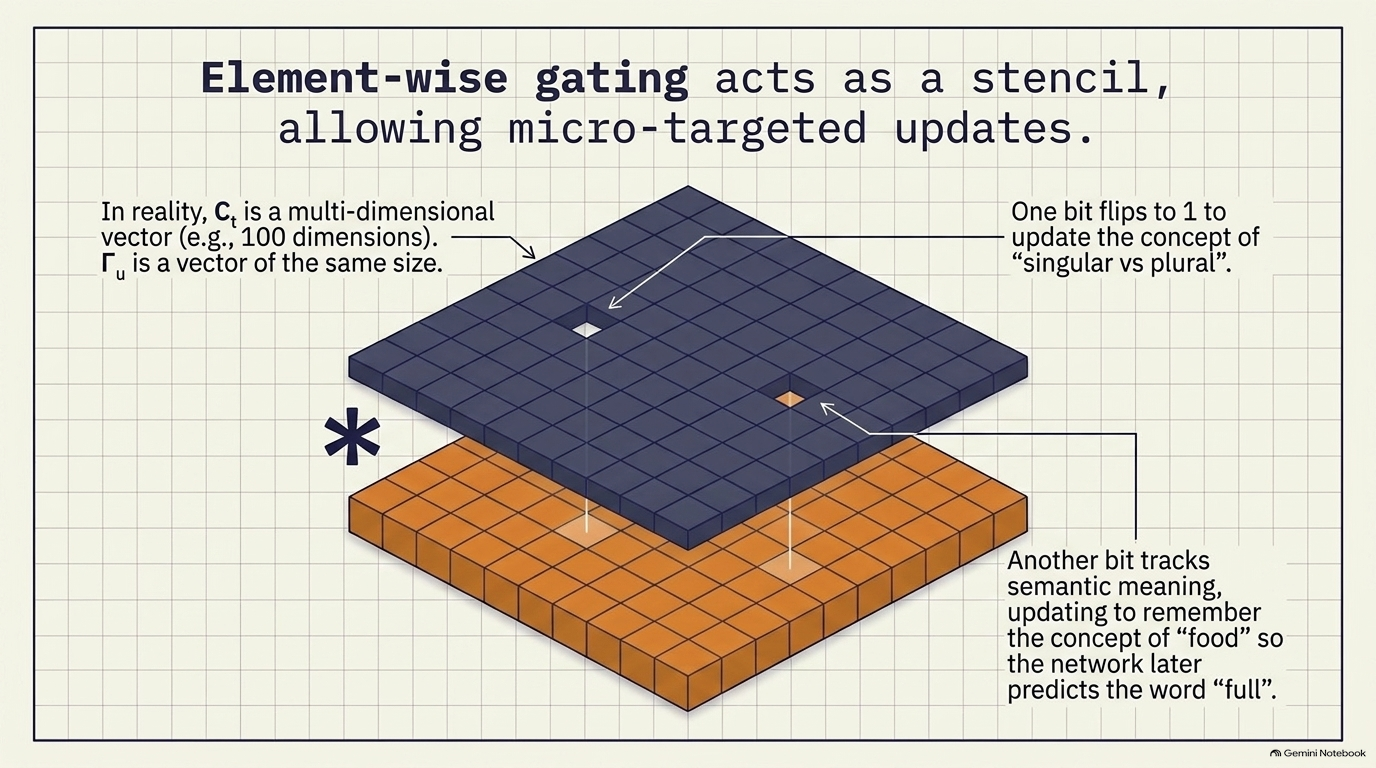 Element-wise gating acts as a stencil,
allowing micro-targeted updates.
In reality, Cₜ is a multi-dimensional
vector (e.g., 100 dimensions).
Γᵤ is a vector of the same size.
One bit flips to 1 to
update the concept of
“singular vs plural”.
*
Another bit tracks
semantic meaning,
updating to remember
the concept of “food” so
the network later
predicts the word “full”.
Gemini Notebook